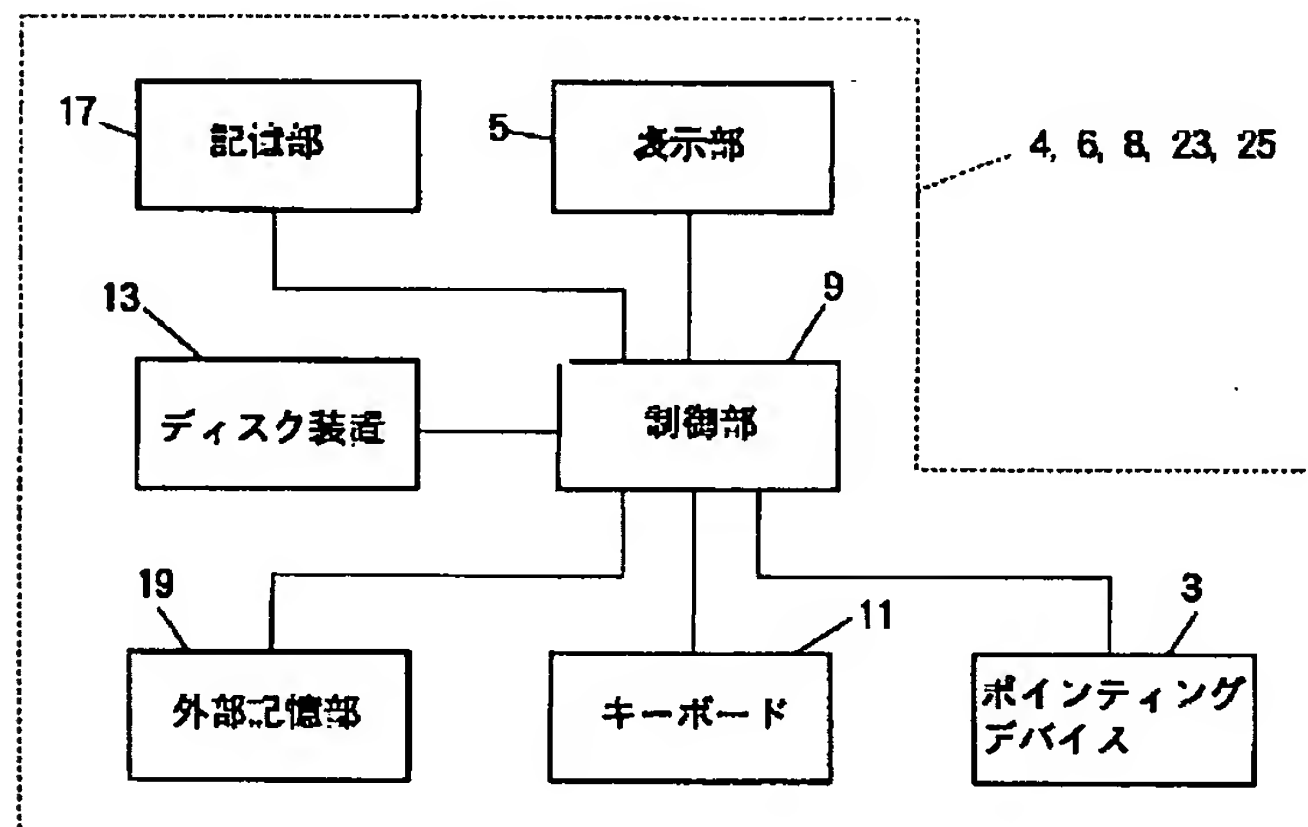 17
記憶部
5
表示部
4, 6, 8, 23, 25
13
ディスク装置
9
制御部
19
外部記憶部
11
キーボード
3
ポインティング
デバイス